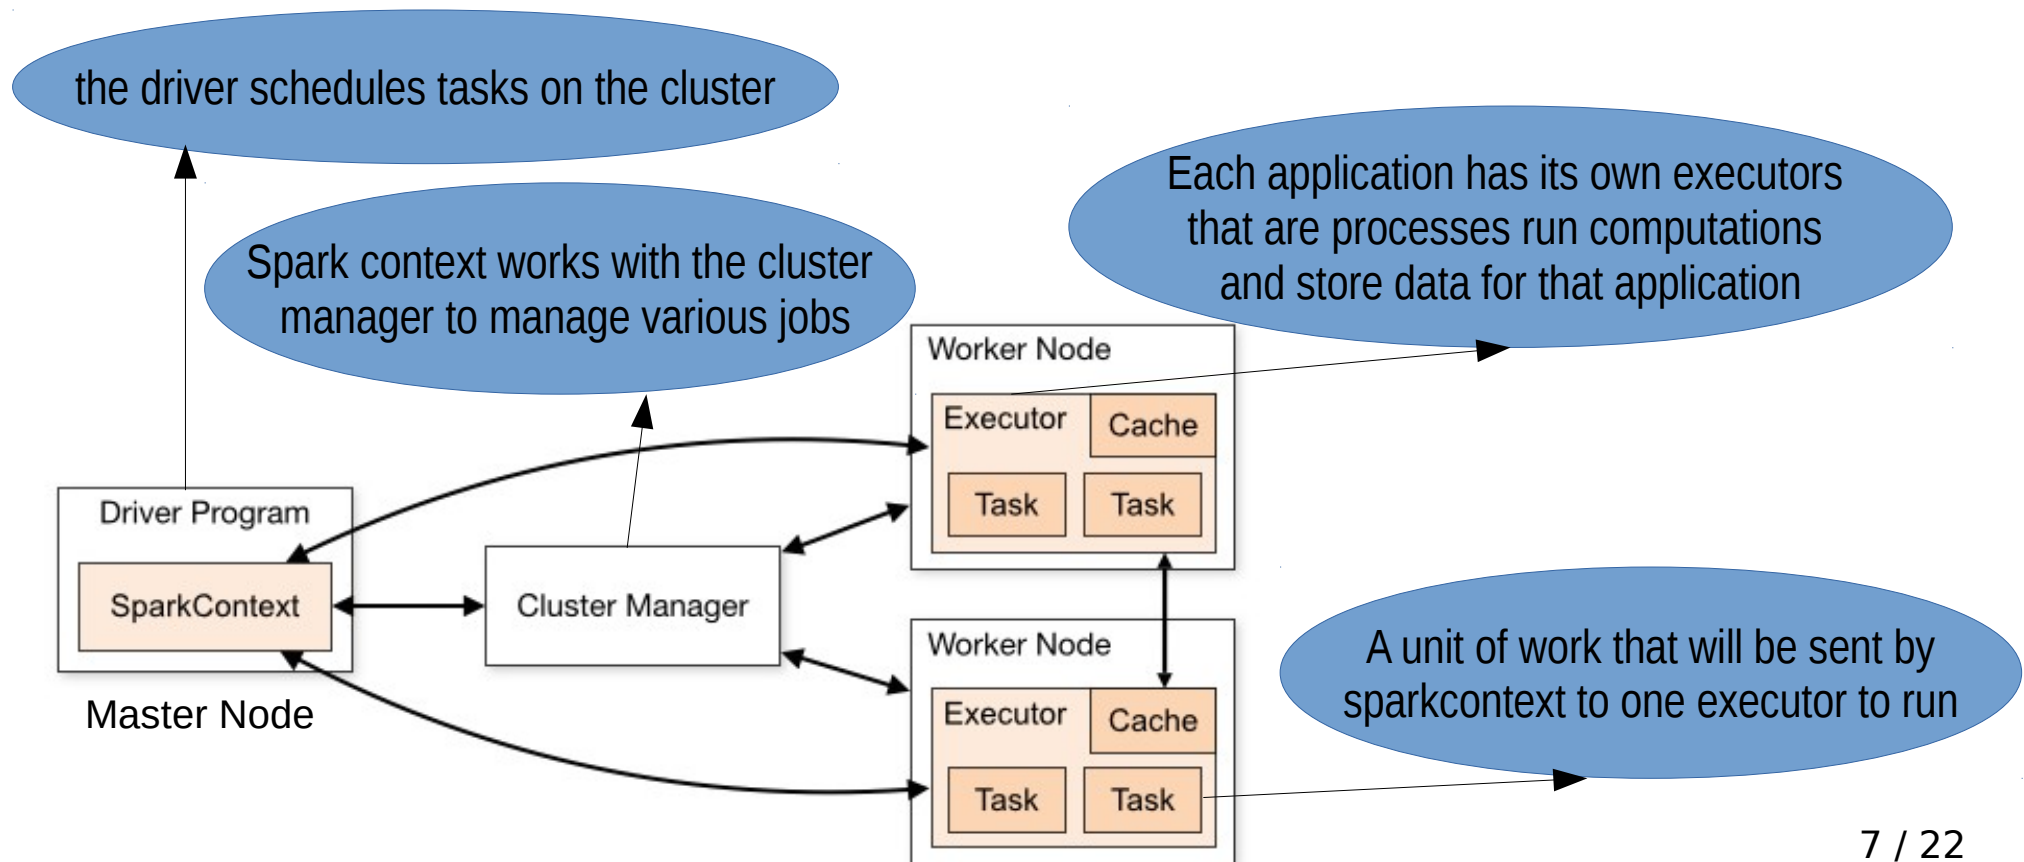 the driver schedules tasks on the cluster
Spark context works with the cluster
manager to manage various jobs
Each application has its own executors
that are processes run computations
and store data for that application
Worker Node
Executor
Cache
Task
Task
Driver Program
SparkContext
Master Node
Cluster Manager
Worker Node
Executor
Cache
Task
Task
A unit of work that will be sent by
sparkcontext to one executor to run
7 / 22